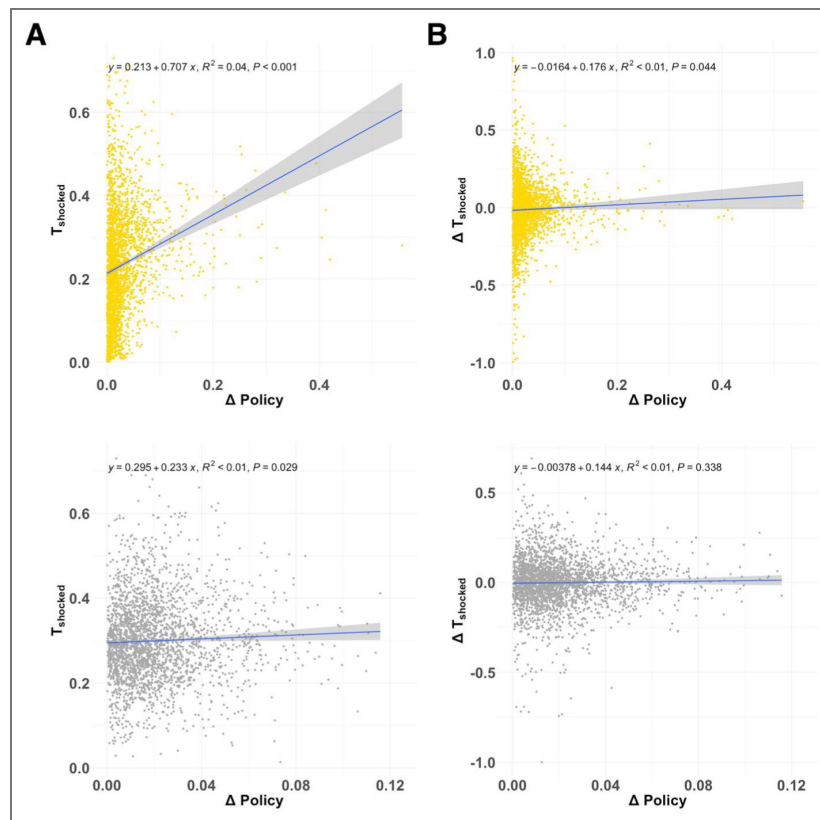 A
B
y = 0.213 + 0.707 x, R² = 0.04, P < 0.001
0.6
0.4
0.2
0.0
T shocked
0.0 0.2 0.4
Δ Policy
y = −0.0164 + 0.176 x, R² < 0.01, P = 0.044
1.0
0.5
0.0
-0.5
-1.0
Δ T shocked
0.0 0.2 0.4
Δ Policy
y = 0.295 + 0.233 x, R² < 0.01, P = 0.029
0.6
0.4
0.2
0.0
T shocked
0.00 0.04 0.08 0.12
Δ Policy
y = −0.00378 + 0.144 x, R² < 0.01, P = 0.338
0.5
0.0
-0.5
-1.0
Δ T shocked
0.00 0.04 0.08 0.12
Δ Policy